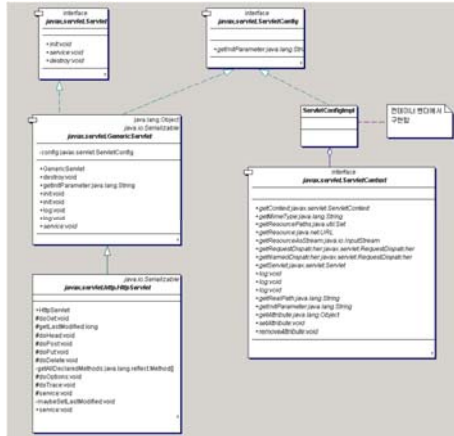 interface
javax.servlet.Servlet
+init:void
+service:void
+destroy:void
interface
javax.servlet.ServletConfig
+getInitParameter:java.lang.Stri
ServletConfigImpl
컨테이너 벤더에서
구현함
java.lang.Object
java.io.Serializable
javax.servlet.GenericServlet
-config:javax.servlet.ServletConfig
+GenericServlet
+destroy:void
+getInitParameter:java.lang.String
+init:void
+init:void
+log:void
+log:void
+service:void
interface
javax.servlet.ServletContext
+getContext:javax.servlet.ServletContext
+getMimeType:java.lang.String
+getResourcePaths:java.util.Set
+getResource:java.net.URL
+getResourceAsStream:java.io.InputStream
+getRequestDispatcher:javax.servlet.RequestDispatcher
+getNamedDispatcher:javax.servlet.RequestDispatcher
+getServlet:javax.servlet.Servlet
+log:void
+log:void
+log:void
+getRealPath:java.lang.String
+getInitParameter:java.lang.String
+getAttribute:java.lang.Object
+setAttribute:void
+removeAttribute:void
java.io.Serializable
javax.servlet.http.HttpServlet
+HttpServlet
#doGet:void
#getLastModified:long
#doHead:void
#doPost:void
#doPut:void
#doDelete:void
-getAllDeclaredMethods:java.lang.reflect.Method[]
#doOptions:void
#doTrace:void
#service:void
-maybeSetLastModified:void
+service:void